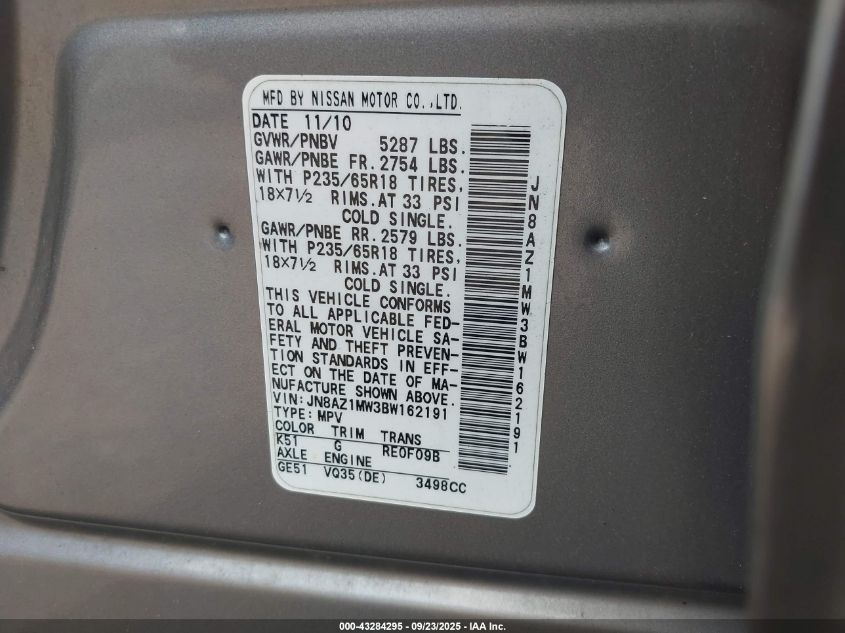 MFD BY NISSAN MOTOR CO.,LTD.
DATE 11/10
GVWR/PNBV 5287 LBS.
GAWR/PNBE FR. 2754 LBS.
WITH P235/65R18 TIRES,
18×7½ RIMS.AT 33 PSI
COLD SINGLE.
GAWR/PNBE RR. 2579 LBS.
WITH P235/65R18 TIRES,
18×7½ RIMS.AT 33 PSI
COLD SINGLE.
THIS VEHICLE CONFORMS
TO ALL APPLICABLE FED-
ERAL MOTOR VEHICLE SA-
FETY AND THEFT PREVEN-
TION STANDARDS IN EFF-
ECT ON THE DATE OF MA-
NUFACTURE SHOWN ABOVE.
VIN:JN8AZ1MW3BW162191
TYPE:MPV
COLOR TRIM TRANS
K51 G RE0F09B
AXLE ENGINE
GE51 VQ35(DE) 3498CC
JN8AZ1MW3BW162191
000-43284295 - 09/23/2025 - IAA Inc.